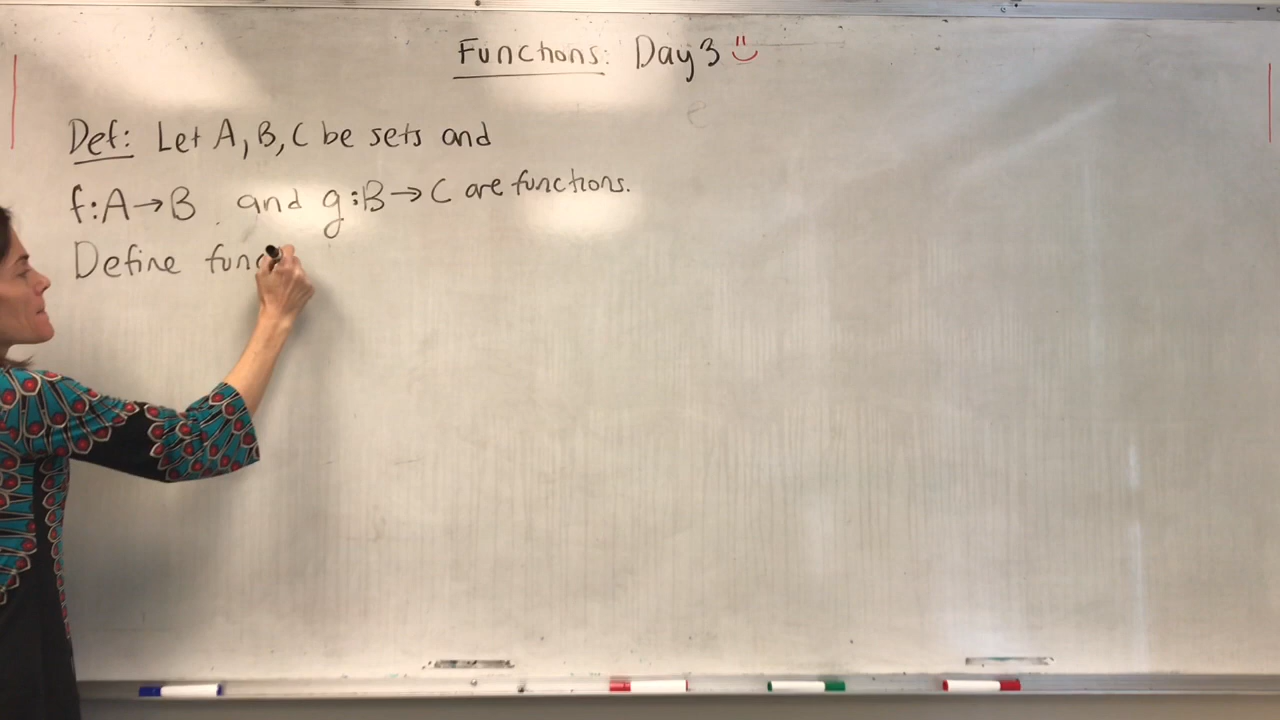 Functions: Day 3
Def: Let A, B, C be sets and
f: A → B and g: B → C are functions.
Define func